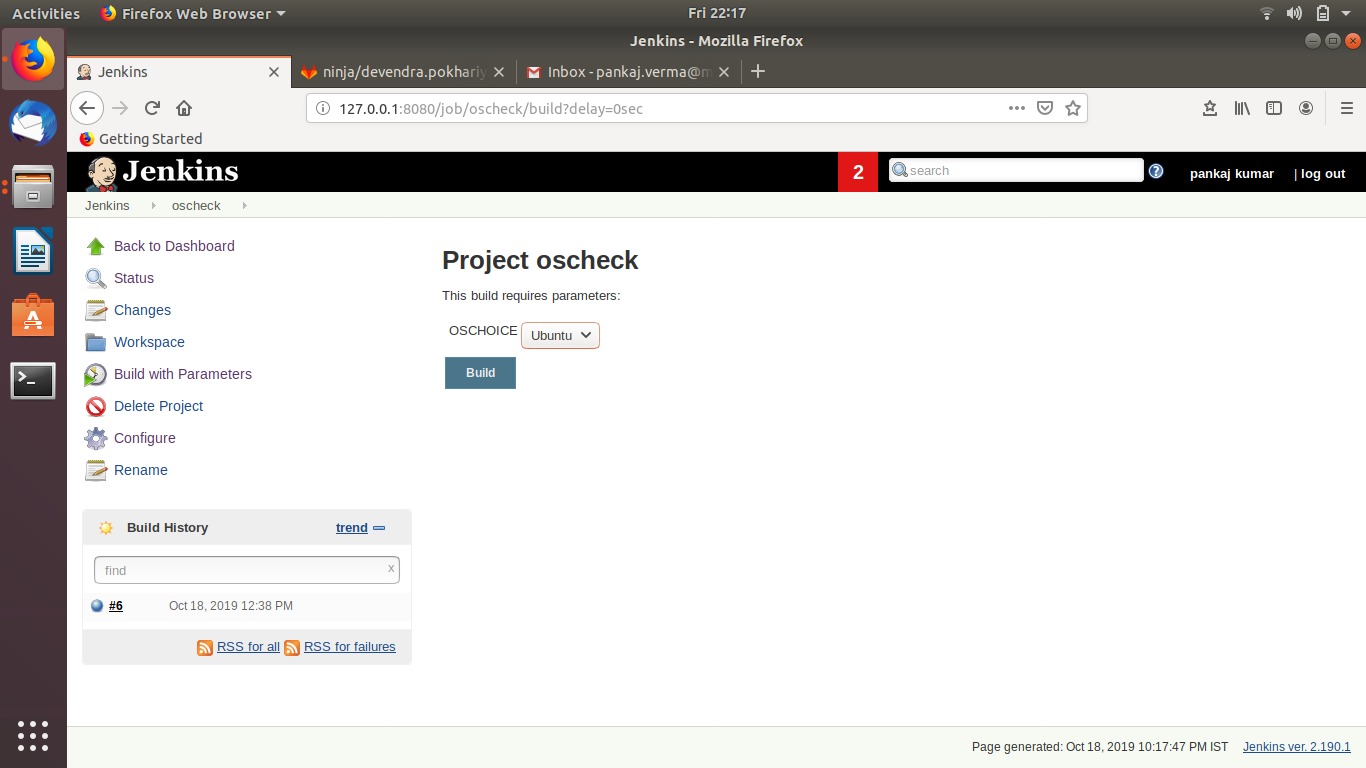 Activities
Firefox Web Browser
Fri 22:17
Jenkins - Mozilla Firefox
Jenkins
ninja/devendra.pokhariy
Inbox - pankaj.verma@m
127.0.0.1:8080/job/oscheck/build?delay=0sec
Getting Started
Jenkins
2
search
pankaj kumar
| log out
Jenkins
oscheck
Back to Dashboard
Status
Changes
Workspace
Build with Parameters
Delete Project
Configure
Rename
Project oscheck
This build requires parameters:
OSCHOICE Ubuntu
Build
Build History
trend
find
x
#6 Oct 18, 2019 12:38 PM
RSS for all RSS for failures
Page generated: Oct 18, 2019 10:17:47 PM IST Jenkins ver. 2.190.1